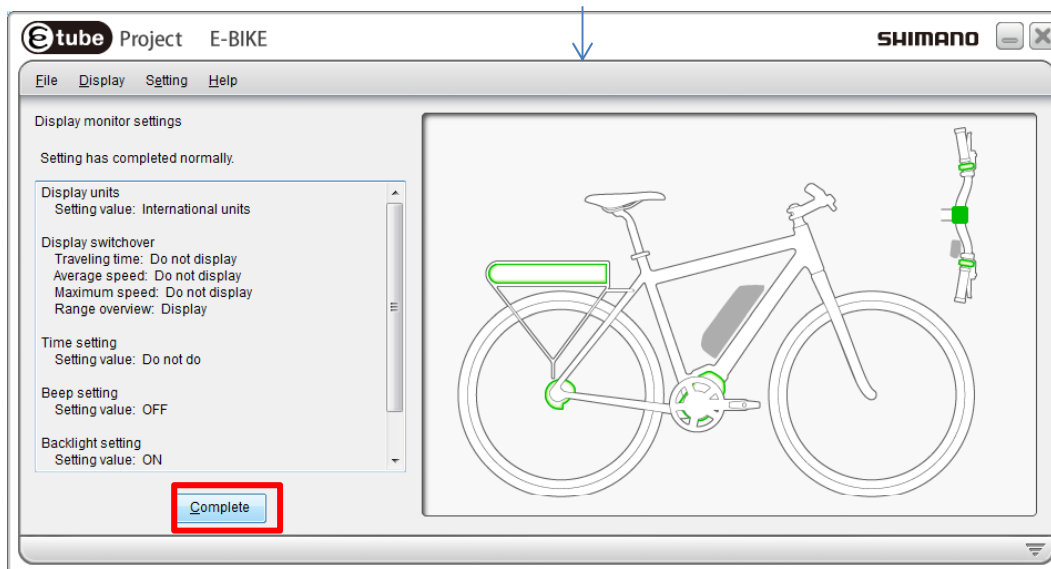 Etube Project E-BIKE
SHIMANO
File Display Setting Help
Display monitor settings
Setting has completed normally.
Display units
Setting value: International units
Display switchover
Traveling time: Do not display
Average speed: Do not display
Maximum speed: Do not display
Range overview: Display
Time setting
Setting value: Do not do
Beep setting
Setting value: OFF
Backlight setting
Setting value: ON
Complete